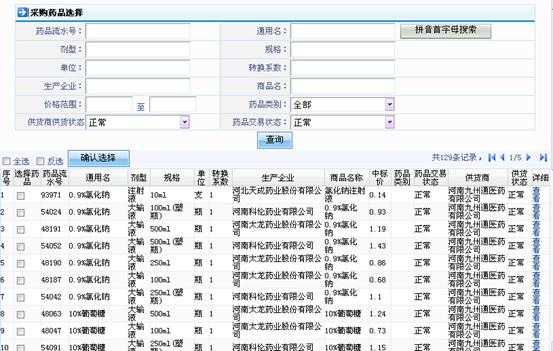 采购药品选择
药品流水号： 通用名： 拼音首字母搜索
剂型： 规格：
单位： 转换系数：
生产企业： 商品名：
价格范围： 至 药品类别： 全部
供货商供货状态 正常 药品交易状态： 正常
查询
全选 反选 确认选择 共129条记录， 1/5
序号 选择药品 药品流水号 通用名 剂型 规格 单位 转换系数 生产企业 商品名称 中标价 药品类别 药品交易状态 供货商 供货状态 详细
1 93971 0.9%氯化钠 注射液 10ml 支 1 河北天成药业股份有限公司 氯化钠注射液 0.14 正常 河南九州通医药有限公司 正常 查看
2 54024 0.9%氯化钠 大输液 100ml(塑瓶) 瓶 1 河南科伦药业有限公司 0.9%氯化钠 0.93 正常 河南九州通医药有限公司 正常 查看
3 48191 0.9%氯化钠 大输液 500ml 瓶 1 河南太龙药业股份有限公司 0.9%氯化钠 1.19 正常 河南九州通医药有限公司 正常 查看
4 54052 0.9%氯化钠 大输液 500ml(塑瓶) 瓶 1 河南科伦药业有限公司 0.9%氯化钠 1.43 正常 河南九州通医药有限公司 正常 查看
5 48190 0.9%氯化钠 大输液 250ml 瓶 1 河南太龙药业股份有限公司 0.9%氯化钠 0.86 正常 河南九州通医药有限公司 正常 查看
6 48187 0.9%氯化钠 大输液 100ml 瓶 1 河南太龙药业股份有限公司 0.9%氯化钠 0.68 正常 河南九州通医药有限公司 正常 查看
7 54042 0.9%氯化钠 大输液 250ml(塑瓶) 瓶 1 河南科伦药业有限公司 0.9%氯化钠 1.1 正常 河南九州通医药有限公司 正常 查看
8 48063 10%葡萄糖 大输液 500ml 瓶 1 河南太龙药业股份有限公司 10%葡萄糖 1.24 正常 河南九州通医药有限公司 正常 查看
9 48047 10%葡萄糖 大输液 100ml 瓶 1 河南太龙药业股份有限公司 10%葡萄糖 0.73 正常 河南九州通医药有限公司 正常 查看
10 54091 10%葡萄糖 大输 100ml(塑 瓶 1 河南科伦药业有限公司 10%葡萄糖 1.15 正常 河南九州通医药 正常 查